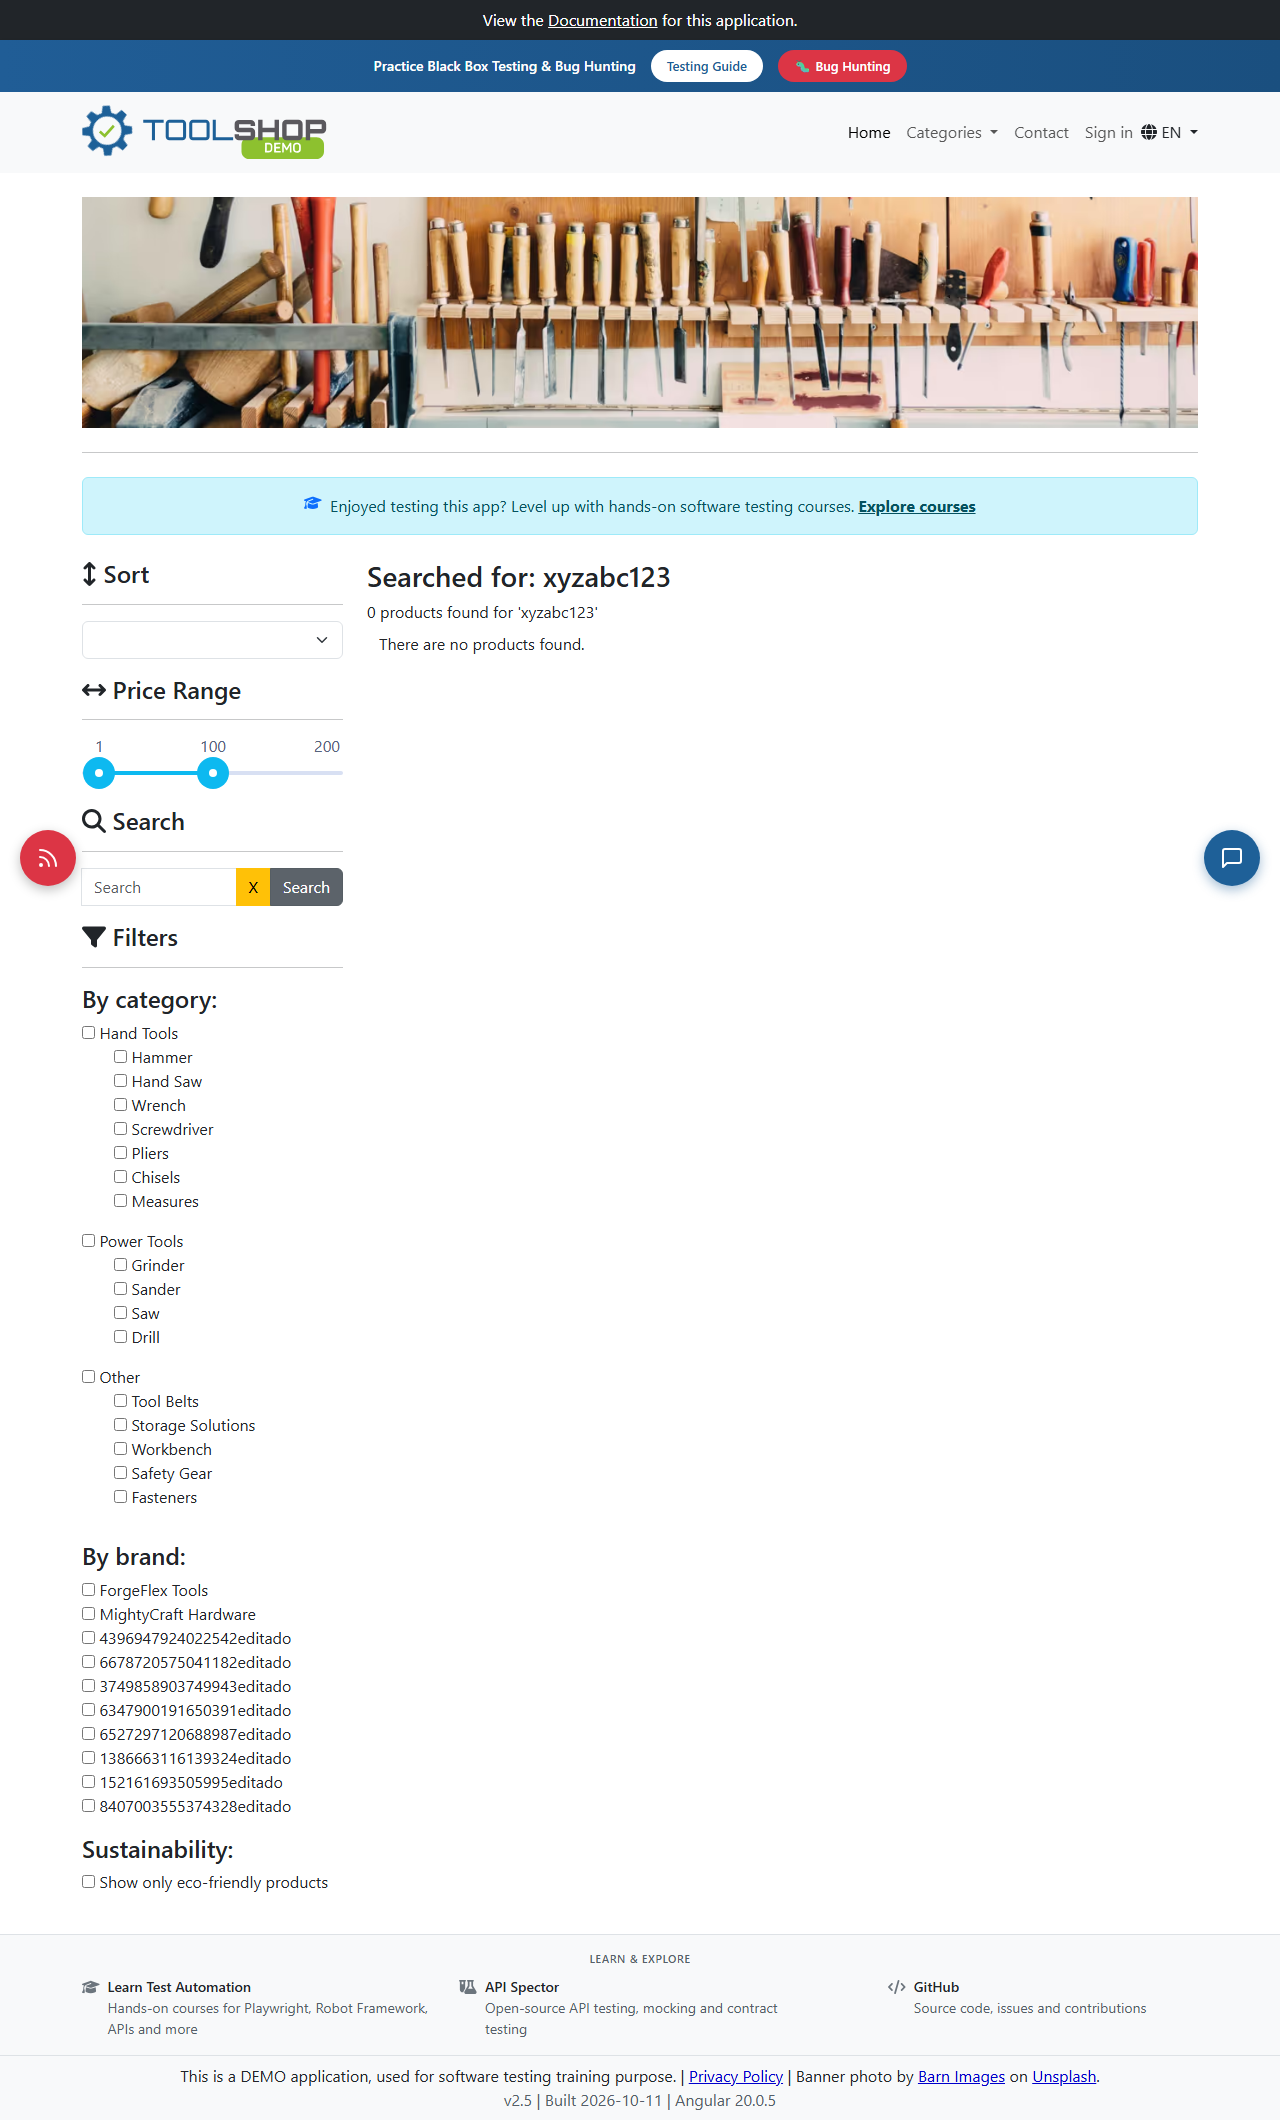 View the Documentation for this application.
Practice Black Box Testing & Bug Hunting Testing Guide Bug Hunting
TOOLSHOP
DEMO
Home Categories Contact Sign in EN
Enjoyed testing this app? Level up with hands-on software testing courses. Explore courses
Sort
Price Range
1 100 200
Search
Search X Search
Filters
By category:
Hand Tools
Hammer
Hand Saw
Wrench
Screwdriver
Pliers
Chisels
Measures
Power Tools
Grinder
Sander
Saw
Drill
Other
Tool Belts
Storage Solutions
Workbench
Safety Gear
Fasteners
By brand:
ForgeFlex Tools
MightyCraft Hardware
4396947924022542editado
6678720575041182editado
3749858903749943editado
6347900191650391editado
6527297120688987editado
1386663116139324editado
152161693505995editado
8407003555374328editado
Sustainability:
Show only eco-friendly products
Searched for: xyzabc123
0 products found for 'xyzabc123'
There are no products found.
LEARN & EXPLORE
Learn Test Automation
Hands-on courses for Playwright, Robot Framework,
APIs and more
API Spector
Open-source API testing, mocking and contract
testing
GitHub
Source code, issues and contributions
This is a DEMO application, used for software testing training purpose. | Privacy Policy | Banner photo by Barn Images on Unsplash.
v2.5 | Built 2026-10-11 | Angular 20.0.5